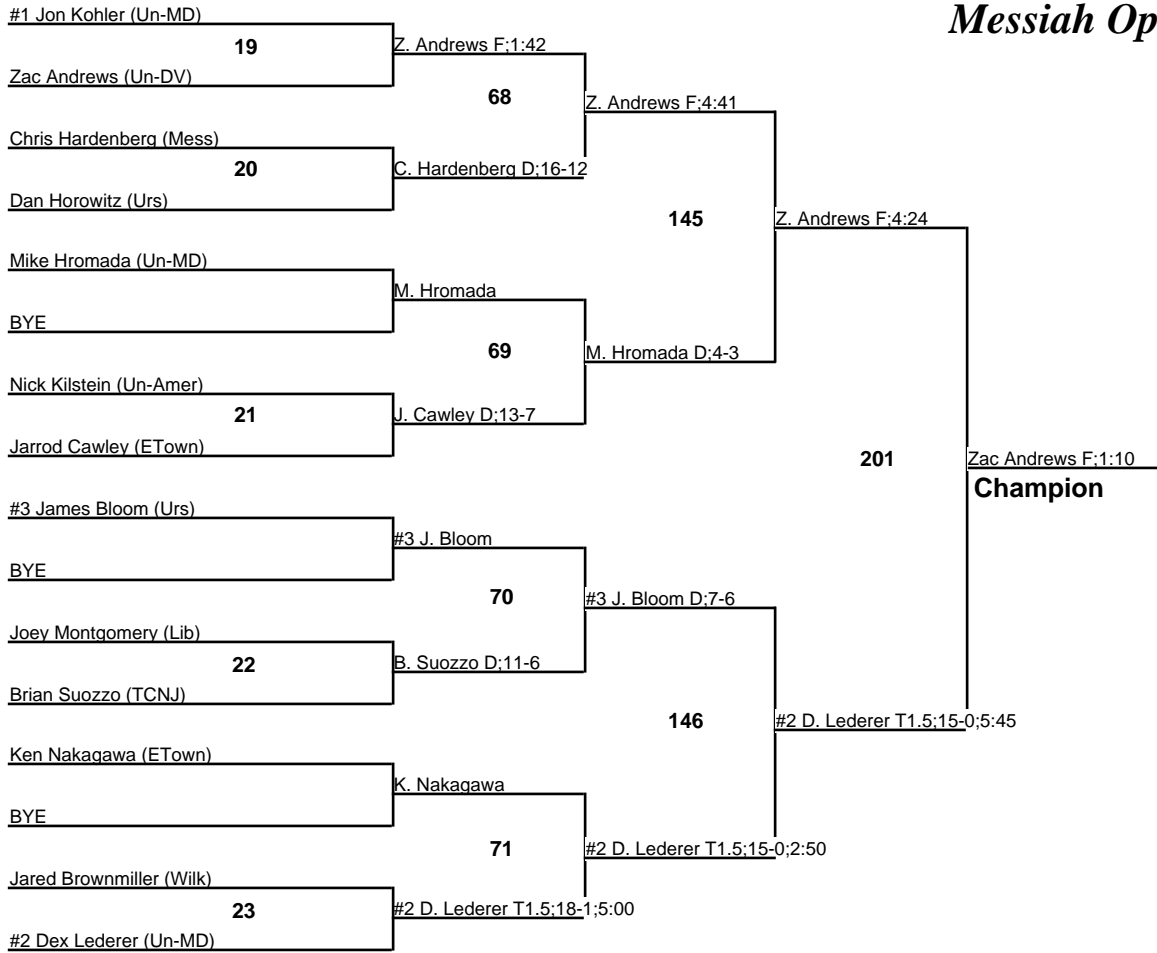 Messiah Op
#1 Jon Kohler (Un-MD)
19
Zac Andrews (Un-DV)
Z. Andrews F;1:42
68
Chris Hardenberg (Mess)
20
Dan Horowitz (Urs)
C. Hardenberg D;16-12
Z. Andrews F;4:41
145
Mike Hromada (Un-MD)
BYE
M. Hromada
69
Nick Kilstein (Un-Amer)
21
Jarrod Cawley (ETown)
J. Cawley D;13-7
M. Hromada D;4-3
Z. Andrews F;4:24
201
Zac Andrews F;1:10
Champion
#3 James Bloom (Urs)
BYE
#3 J. Bloom
70
Joey Montgomery (Lib)
22
Brian Suozzo (TCNJ)
B. Suozzo D;11-6
#3 J. Bloom D;7-6
146
#2 D. Lederer T1.5;15-0;5:45
Ken Nakagawa (ETown)
BYE
K. Nakagawa
71
#2 D. Lederer T1.5;15-0;2:50
Jared Brownmiller (Wilk)
23
#2 Dex Lederer (Un-MD)
#2 D. Lederer T1.5;18-1;5:00